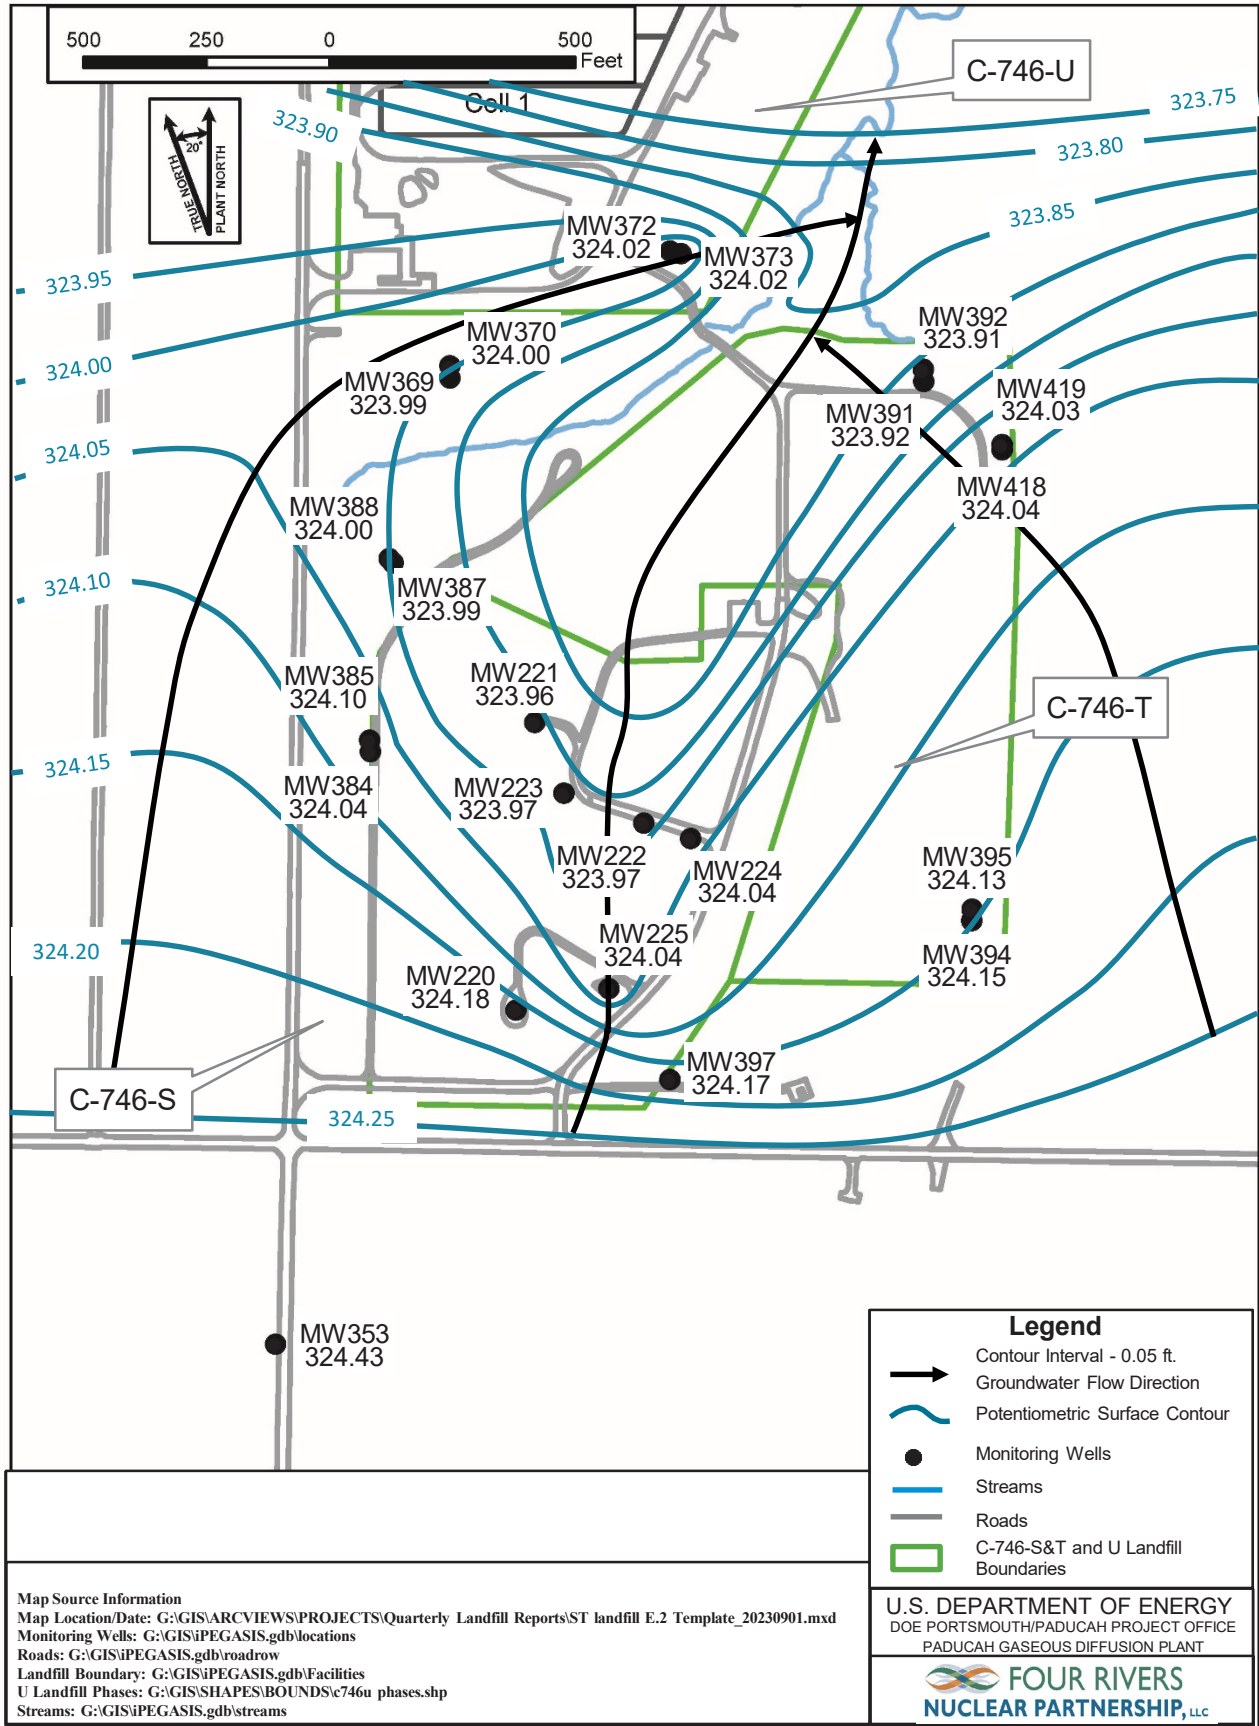 500 250 0 500
Feet
C-746-U
Cell 1
323.75
323.90
20°
TRUE NORTH
PLANT NORTH
323.80
323.85
MW372
324.02
MW373
324.02
323.95
MW392
323.91
MW370
324.00
324.00
MW369
323.99
MW419
324.03
MW391
323.92
324.05
MW418
324.04
MW388
324.00
324.10
MW387
323.99
MW385
324.10
MW221
323.96
C-746-T
324.15
MW384
324.04
MW223
323.97
MW222
323.97
MW224
324.04
MW395
324.13
324.20
MW225
324.04
MW220
324.18
MW394
324.15
MW397
324.17
C-746-S
324.25
MW353
324.43
Legend
Contour Interval - 0.05 ft.
Groundwater Flow Direction
Potentiometric Surface Contour
Monitoring Wells
Streams
Roads
C-746-S&T and U Landfill
Boundaries
Map Source Information
Map Location/Date: G:\GIS\ARCVIEWS\PROJECTS\Quarterly Landfill Reports\ST landfill E.2 Template_20230901.mxd
Monitoring Wells: G:\GIS\iPEGASIS.gdb\locations
Roads: G:\GIS\iPEGASIS.gdb\roadrow
Landfill Boundary: G:\GIS\iPEGASIS.gdb\Facilities
U Landfill Phases: G:\GIS\SHAPES\BOUNDS\c746u phases.shp
Streams: G:\GIS\iPEGASIS.gdb\streams
U.S. DEPARTMENT OF ENERGY
DOE PORTSMOUTH/PADUCAH PROJECT OFFICE
PADUCAH GASEOUS DIFFUSION PLANT
FOUR RIVERS
NUCLEAR PARTNERSHIP, LLC